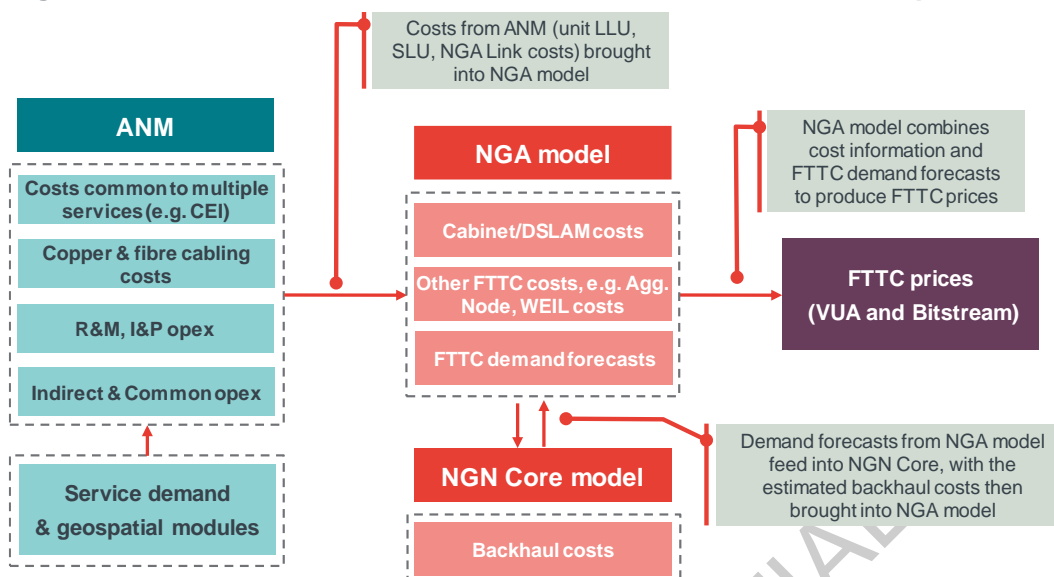 Costs from ANM (unit LLU,
SLU, NGA Link costs) brought
into NGA model
ANM
NGA model
NGA model combines
cost information and
FTTC demand forecasts
to produce FTTC prices
Costs common to multiple
services (e.g. CEI)
Copper & fibre cabling
costs
R&M, I&P opex
Indirect & Common opex
Cabinet/DSLAM costs
Other FTTC costs, e.g. Agg.
Node, WEIL costs
FTTC demand forecasts
FTTC prices
(VUA and Bitstream)
Service demand
& geospatial modules
NGN Core model
Backhaul costs
Demand forecasts from NGA model
feed into NGN Core, with the
estimated backhaul costs then
brought into NGA model